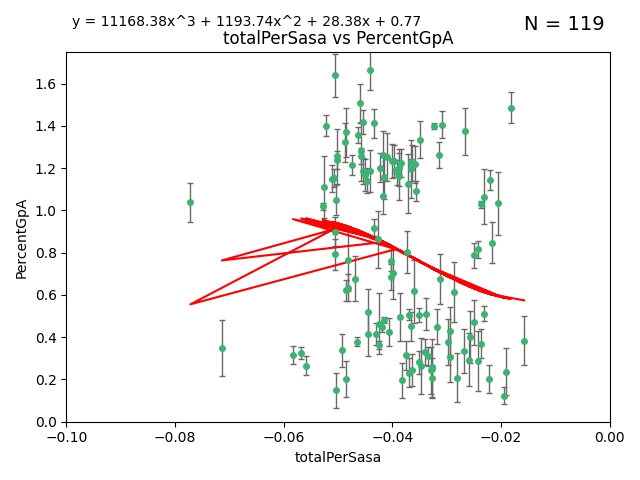 y = 11168.38x^3 + 1193.74x^2 + 28.38x + 0.77
N = 119
totalPerSasa vs PercentGpA
1.6
1.4
1.2
1.0
0.8
0.6
0.4
0.2
0.0
PercentGpA
−0.10 −0.08 −0.06 −0.04 −0.02 0.00
totalPerSasa